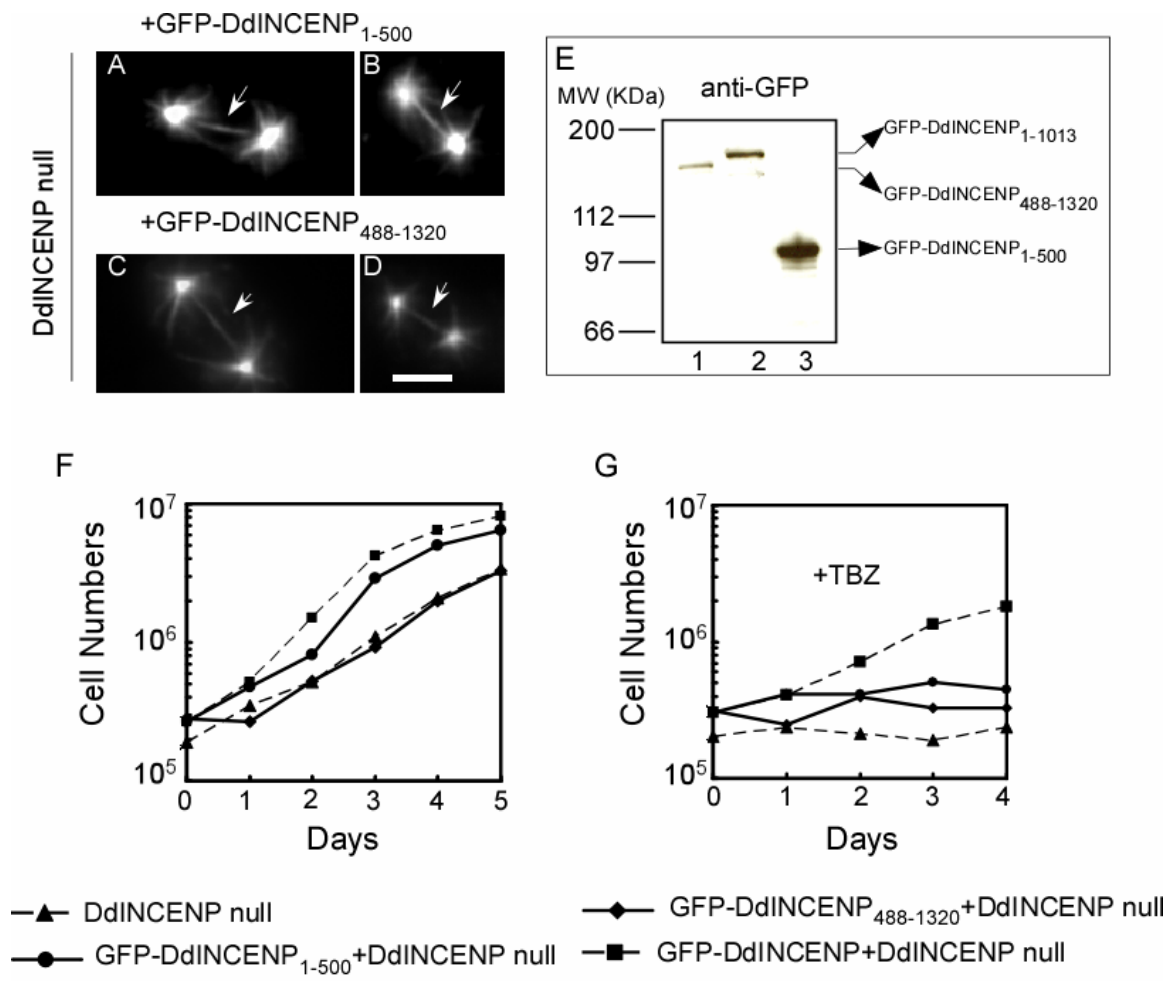 +GFP-DdINCENP1-500
A
B
DdINCENP null
+GFP-DdINCENP488-1320
C
D
E
MW (KDa)
anti-GFP
200
112
97
66
1 2 3
GFP-DdINCENP1-1013
GFP-DdINCENP488-1320
GFP-DdINCENP1-500
F
Cell Numbers
10^7
10^6
10^5
0 1 2 3 4 5
Days
G
Cell Numbers
10^7
10^6
10^5
+TBZ
0 1 2 3 4
Days
DdINCENP null
GFP-DdINCENP1-500+DdINCENP null
GFP-DdINCENP488-1320+DdINCENP null
GFP-DdINCENP+DdINCENP null